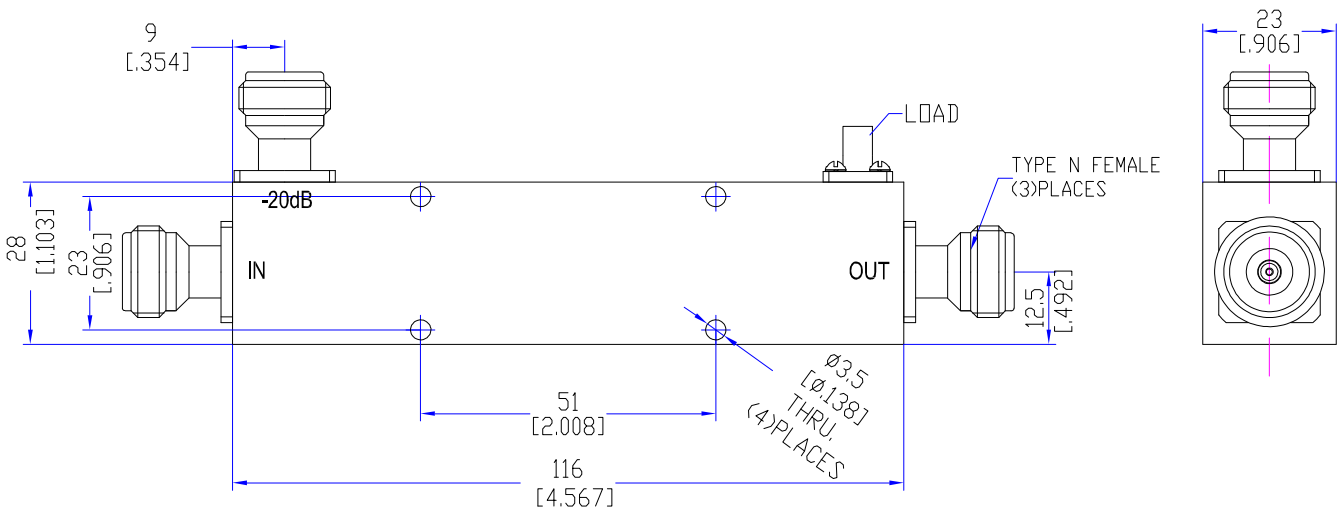 9
[.354]
23
[.906]
LOAD
TYPE N FEMALE
(3)PLACES
-20dB
28
[1.103]
23
[.906]
IN
OUT
12.5
[.492]
Ø3.5
[Ø.138]
THRU.
(4)PLACES
51
[2.008]
116
[4.567]